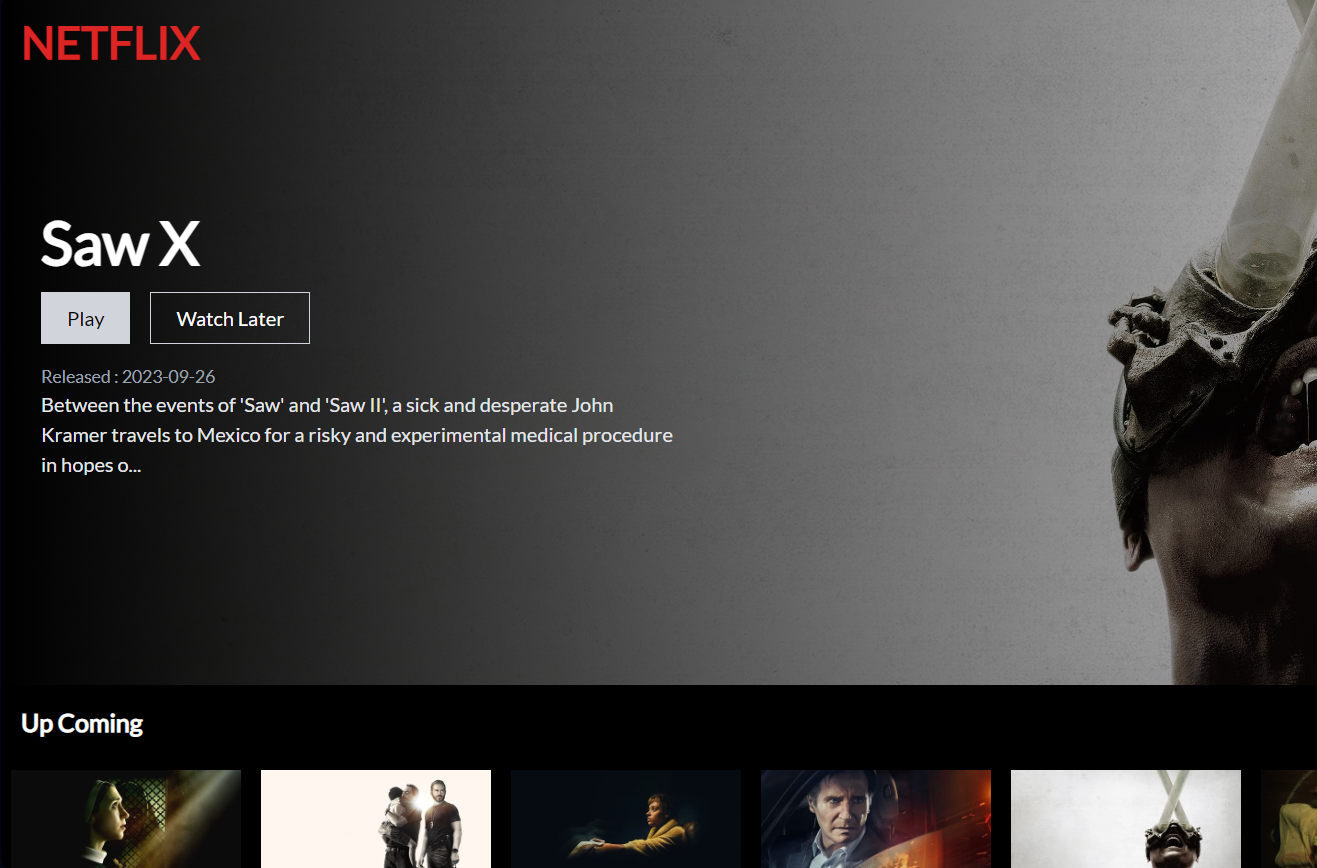 NETFLIX
Saw X
Play
Watch Later
Released : 2023-09-26
Between the events of 'Saw' and 'Saw II', a sick and desperate John
Kramer travels to Mexico for a risky and experimental medical procedure
in hopes o...
Up Coming